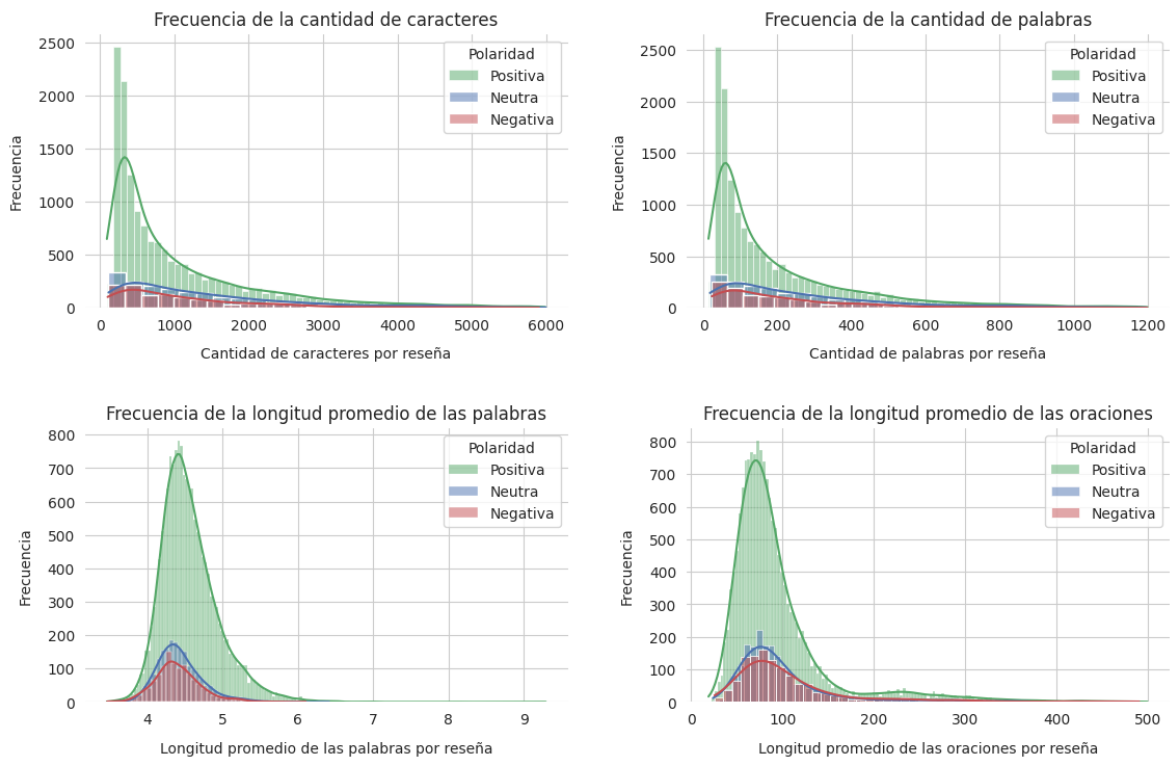 Frecuencia de la cantidad de caracteres
2500
2000
1500
1000
500
0
Frecuencia
Polaridad
Positiva
Neutra
Negativa
0 1000 2000 3000 4000 5000 6000
Cantidad de caracteres por reseña
Frecuencia de la cantidad de palabras
2500
2000
1500
1000
500
0
Frecuencia
Polaridad
Positiva
Neutra
Negativa
0 200 400 600 800 1000 1200
Cantidad de palabras por reseña
Frecuencia de la longitud promedio de las palabras
800
700
600
500
400
300
200
100
0
Frecuencia
Polaridad
Positiva
Neutra
Negativa
4 5 6 7 8 9
Longitud promedio de las palabras por reseña
Frecuencia de la longitud promedio de las oraciones
800
700
600
500
400
300
200
100
0
Frecuencia
Polaridad
Positiva
Neutra
Negativa
0 100 200 300 400 500
Longitud promedio de las oraciones por reseña